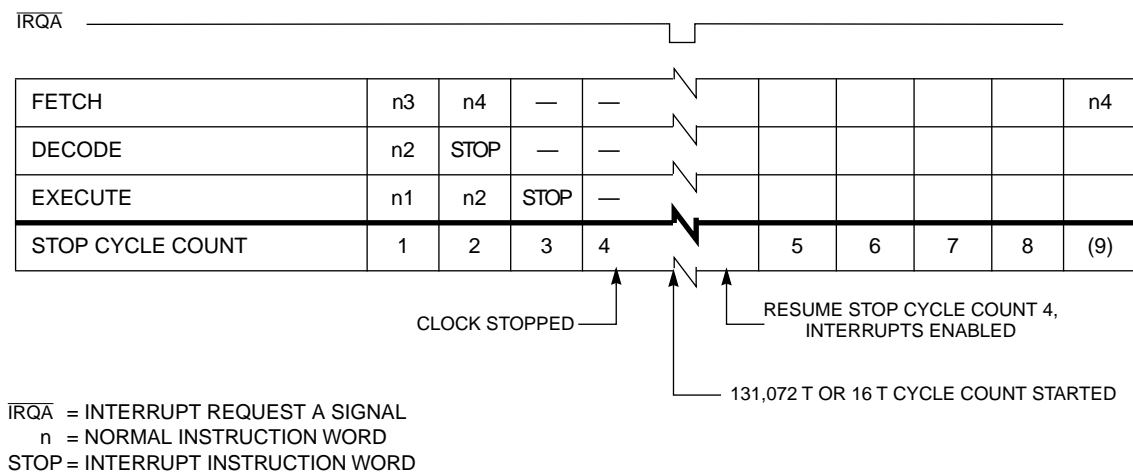 IRQA
FETCH n3 n4 — — n4
DECODE n2 STOP — —
EXECUTE n1 n2 STOP —
STOP CYCLE COUNT 1 2 3 4 5 6 7 8 (9)
CLOCK STOPPED
RESUME STOP CYCLE COUNT 4,
INTERRUPTS ENABLED
131,072 T OR 16 T CYCLE COUNT STARTED
IRQA = INTERRUPT REQUEST A SIGNAL
n = NORMAL INSTRUCTION WORD
STOP = INTERRUPT INSTRUCTION WORD